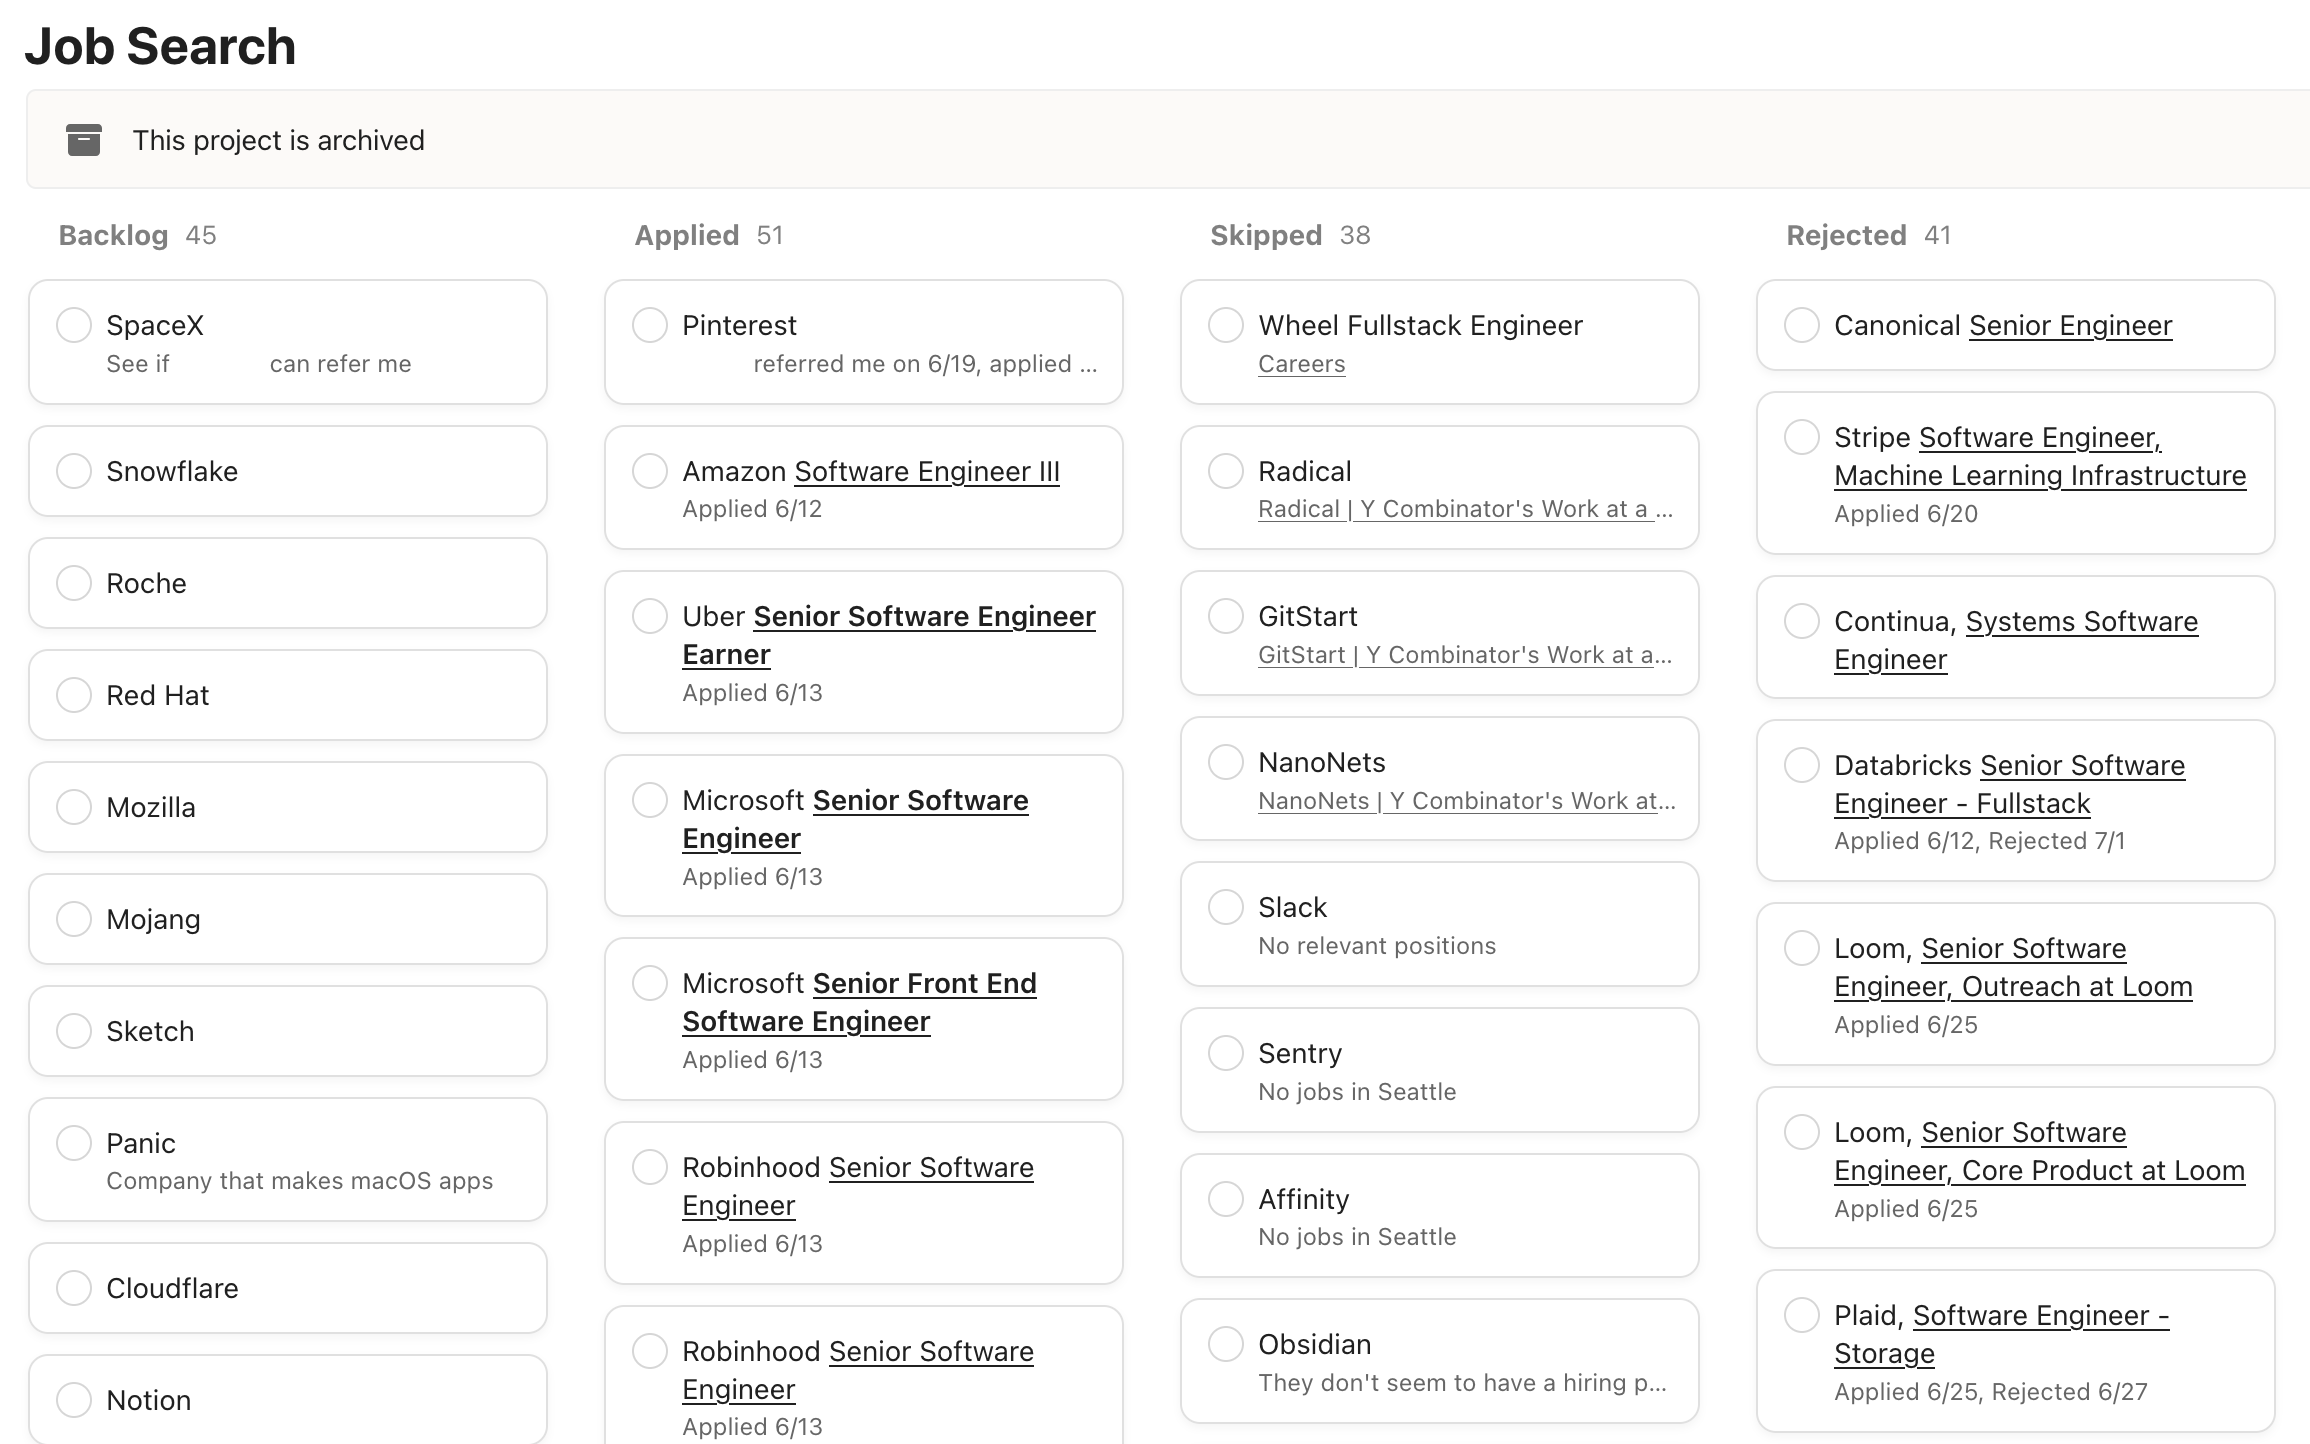 Job Search
This project is archived
Backlog 45
SpaceX
See if can refer me
Snowflake
Roche
Red Hat
Mozilla
Mojang
Sketch
Panic
Company that makes macOS apps
Cloudflare
Notion
Applied 51
Pinterest
referred me on 6/19, applied ...
Amazon Software Engineer III
Applied 6/12
Uber Senior Software Engineer
Earner
Applied 6/13
Microsoft Senior Software
Engineer
Applied 6/13
Microsoft Senior Front End
Software Engineer
Applied 6/13
Robinhood Senior Software
Engineer
Applied 6/13
Robinhood Senior Software
Engineer
Applied 6/13
Skipped 38
Wheel Fullstack Engineer
Careers
Radical
Radical | Y Combinator's Work at a ...
GitStart
GitStart | Y Combinator's Work at a...
NanoNets
NanoNets | Y Combinator's Work at...
Slack
No relevant positions
Sentry
No jobs in Seattle
Affinity
No jobs in Seattle
Obsidian
They don't seem to have a hiring p...
Rejected 41
Canonical Senior Engineer
Stripe Software Engineer,
Machine Learning Infrastructure
Applied 6/20
Continua, Systems Software
Engineer
Databricks Senior Software
Engineer - Fullstack
Applied 6/12, Rejected 7/1
Loom, Senior Software
Engineer, Outreach at Loom
Applied 6/25
Loom, Senior Software
Engineer, Core Product at Loom
Applied 6/25
Plaid, Software Engineer -
Storage
Applied 6/25, Rejected 6/27